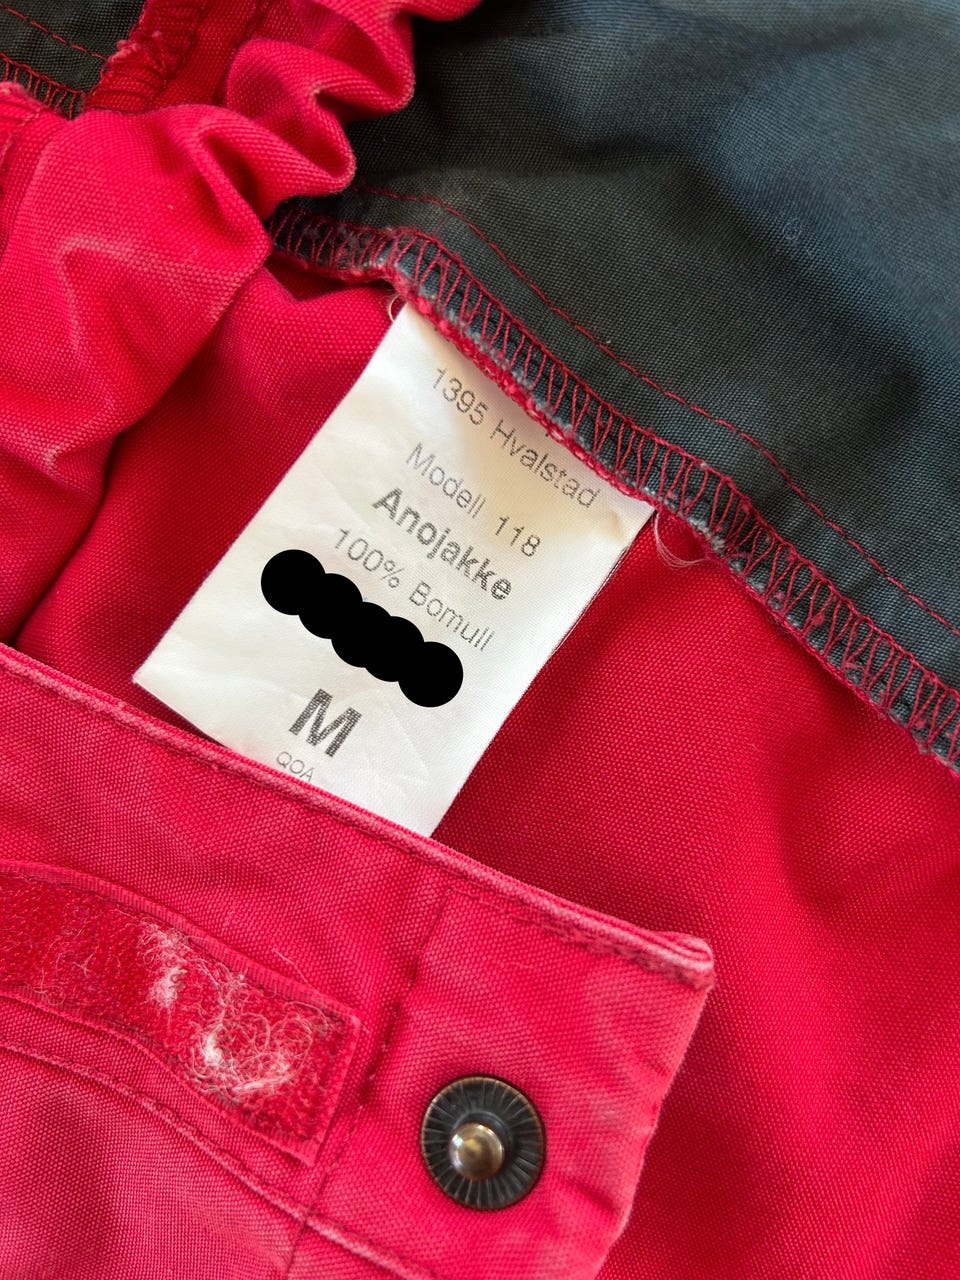 1395 Hvalstad
Modell 118
Anojakke
100% Bomull
M
QOA